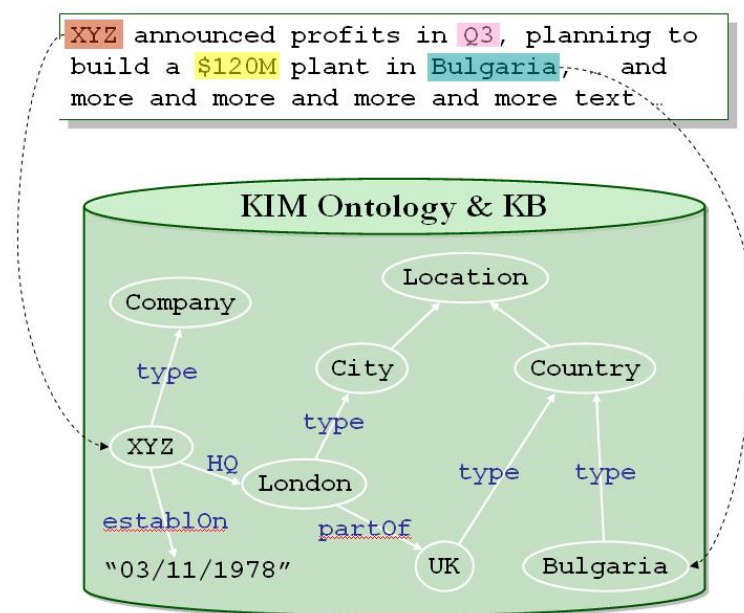 XYZ announced profits in Q3, planning to
build a $120M plant in Bulgaria, and
more and more and more and more text
KIM Ontology & KB
Location
Company
City
Country
type
type
XYZ
HQ
type
type
London
establOn
partOf
"03/11/1978"
UK
Bulgaria